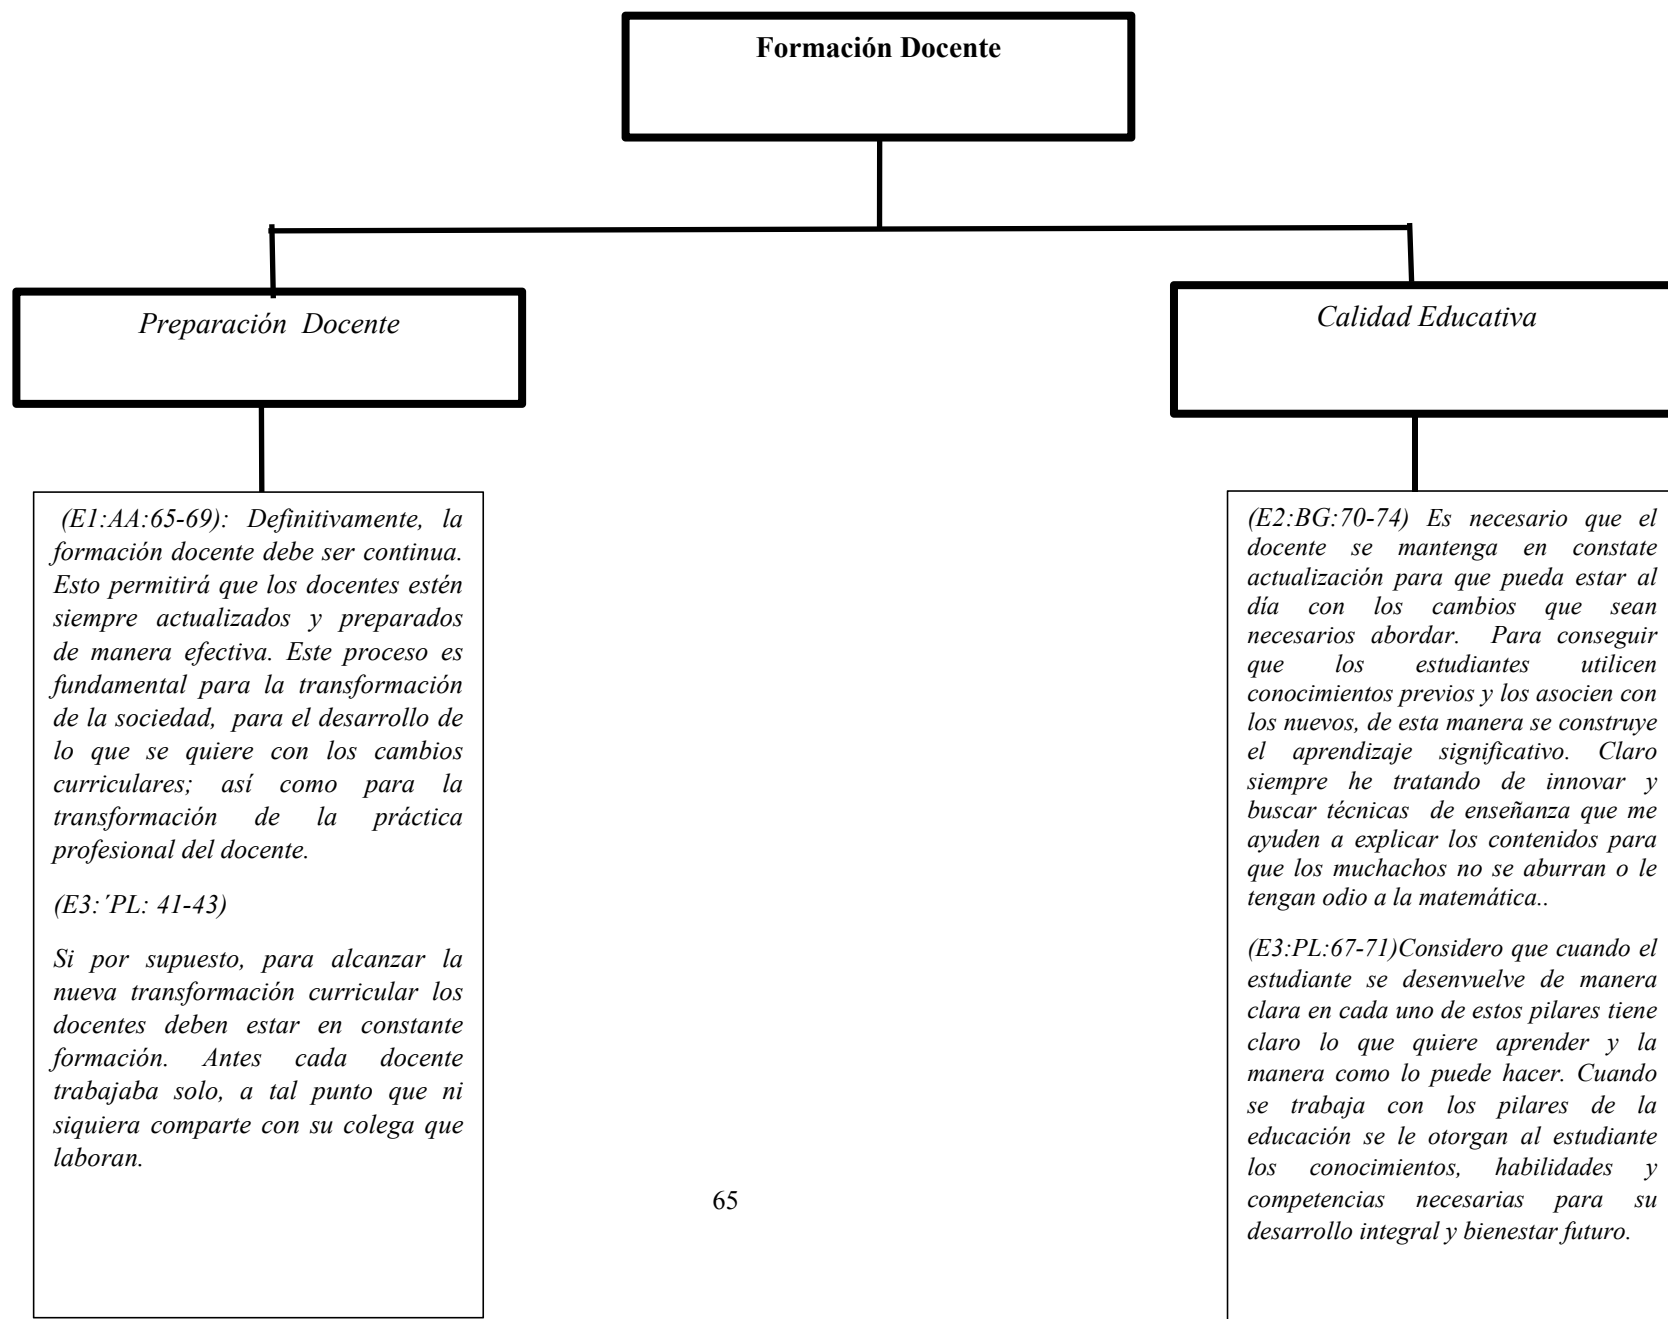 Formación Docente
Preparación  Docente
Calidad Educativa
(E1:AA:65-69): Definitivamente, la
formación docente debe ser continua.
Esto permitirá que los docentes estén
siempre actualizados y preparados
de manera efectiva. Este proceso es
fundamental para la transformación
de la sociedad,  para el desarrollo de
lo que se quiere con los cambios
curriculares; así como para la
transformación de la práctica
profesional del docente.
(E3:´PL: 41-43)
Si por supuesto, para alcanzar la
nueva transformación curricular los
docentes deben estar en constante
formación. Antes cada docente
trabajaba solo, a tal punto que ni
siquiera comparte con su colega que
laboran.
(E2:BG:70-74) Es necesario que el
docente se mantenga en constate
actualización para que pueda estar al
día con los cambios que sean
necesarios abordar.  Para conseguir
que los estudiantes utilicen
conocimientos previos y los asocien con
los nuevos, de esta manera se construye
el aprendizaje significativo. Claro
siempre he tratando de innovar y
buscar técnicas  de enseñanza que me
ayuden a explicar los contenidos para
que los muchachos no se aburran o le
tengan odio a la matemática..
(E3:PL:67-71)Considero que cuando el
estudiante se desenvuelve de manera
clara en cada uno de estos pilares tiene
claro lo que quiere aprender y la
manera como lo puede hacer. Cuando
se trabaja con los pilares de la
educación se le otorgan al estudiante
los conocimientos, habilidades y
competencias necesarias para su
desarrollo integral y bienestar futuro.
65